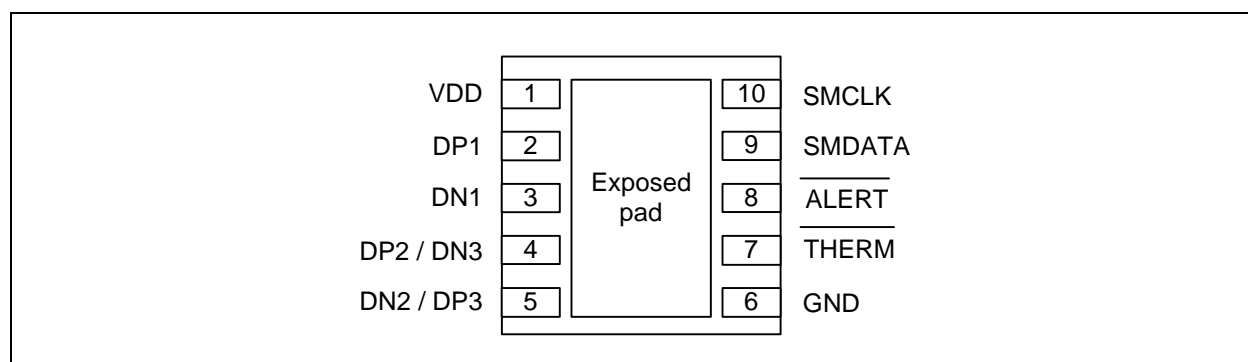 VDD 1
DP1 2
DN1 3
DP2 / DN3 4
DN2 / DP3 5
Exposed
pad
10 SMCLK
9 SMDATA
8 ALERT
7 THERM
6 GND